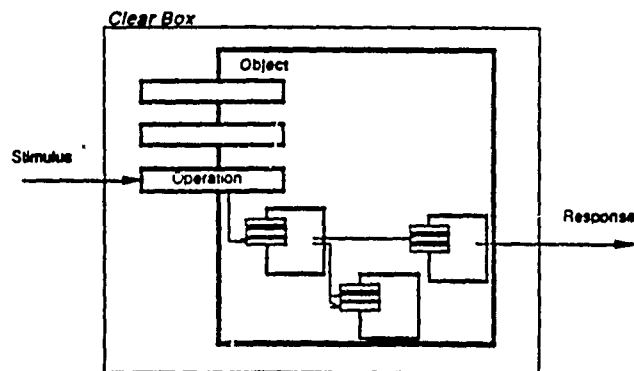 Clear Box
Object
Stimulus
Operation
Response